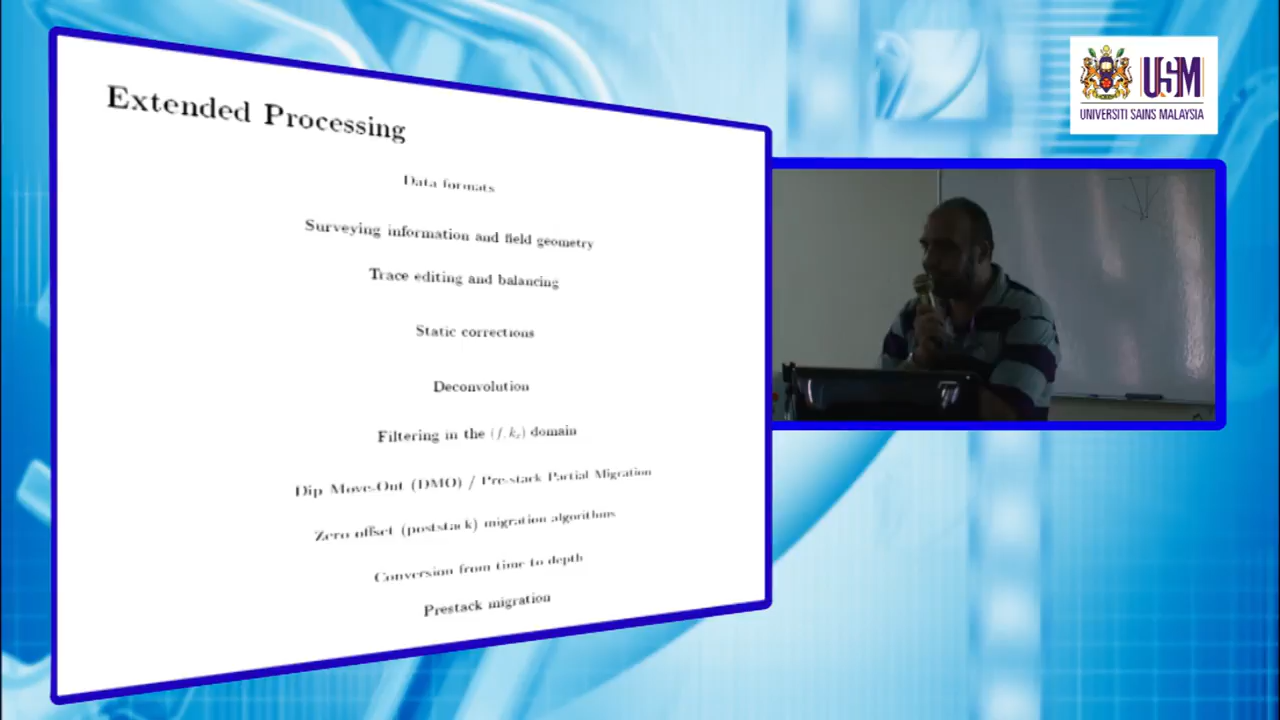 Extended Processing
Data formats
Surveying information and field geometry
Trace editing and balancing
Static corrections
Deconvolution
Filtering in the (f, kx) domain
Dip Move-Out (DMO) / Pre-stack Partial Migration
Zero offset (poststack) migration algorithms
Conversion from time to depth
Prestack migration
USM
UNIVERSITI SAINS MALAYSIA